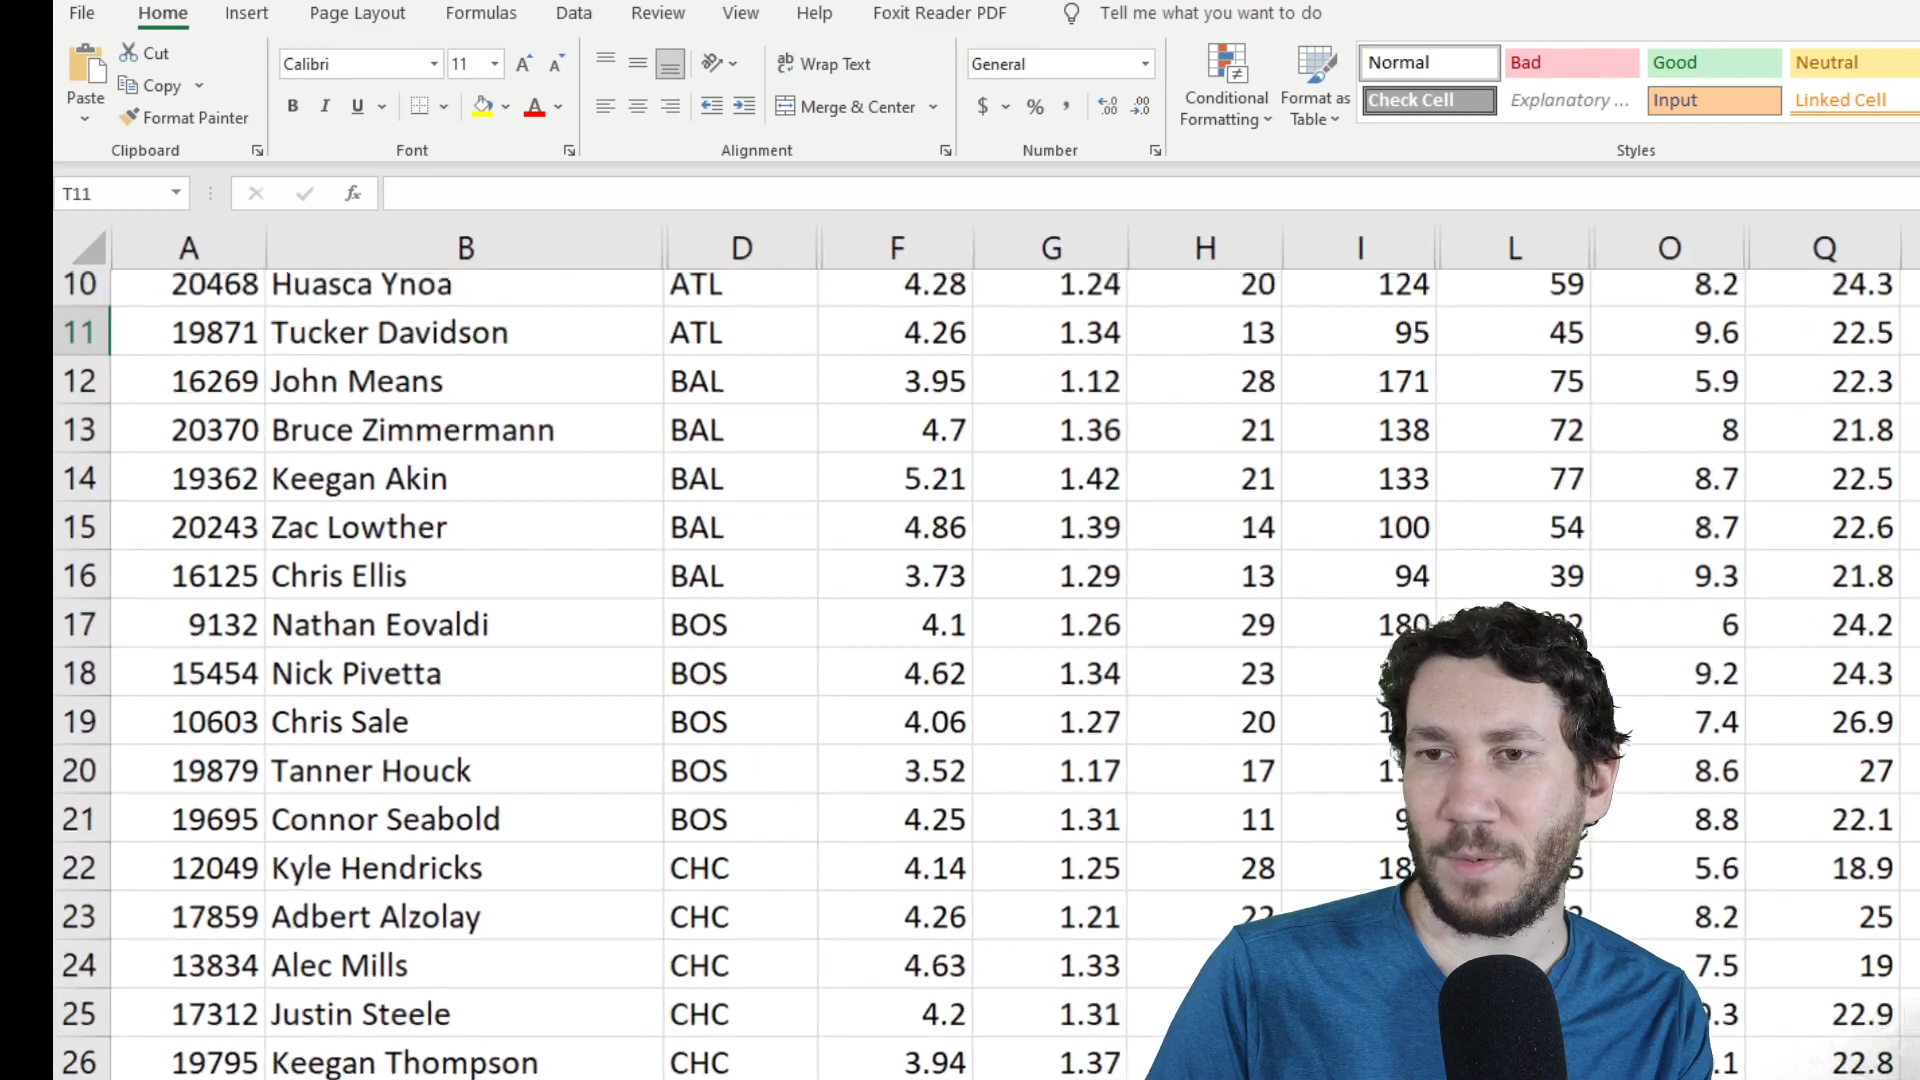 File Home Insert Page Layout Formulas Data Review View Help Foxit Reader PDF Tell me what you want to do
Paste Cut Copy Format Painter Clipboard
Calibri 11 A A B I U A Font
Wrap Text Merge & Center Alignment
General $ % , Number
Conditional Formatting Format as Table
Normal Bad Good Neutral
Check Cell Explanatory ... Input Linked Cell
Styles
T11 fx
A B D F G H I L O Q
10 20468 Huasca Ynoa ATL 4.28 1.24 20 124 59 8.2 24.3
11 19871 Tucker Davidson ATL 4.26 1.34 13 95 45 9.6 22.5
12 16269 John Means BAL 3.95 1.12 28 171 75 5.9 22.3
13 20370 Bruce Zimmermann BAL 4.7 1.36 21 138 72 8 21.8
14 19362 Keegan Akin BAL 5.21 1.42 21 133 77 8.7 22.5
15 20243 Zac Lowther BAL 4.86 1.39 14 100 54 8.7 22.6
16 16125 Chris Ellis BAL 3.73 1.29 13 94 39 9.3 21.8
17 9132 Nathan Eovaldi BOS 4.1 1.26 29 180 6 24.2
18 15454 Nick Pivetta BOS 4.62 1.34 23 9.2 24.3
19 10603 Chris Sale BOS 4.06 1.27 20 7.4 26.9
20 19879 Tanner Houck BOS 3.52 1.17 17 8.6 27
21 19695 Connor Seabold BOS 4.25 1.31 11 8.8 22.1
22 12049 Kyle Hendricks CHC 4.14 1.25 28 5.6 18.9
23 17859 Adbert Alzolay CHC 4.26 1.21 22 8.2 25
24 13834 Alec Mills CHC 4.63 1.33 7.5 19
25 17312 Justin Steele CHC 4.2 1.31 22.9
26 19795 Keegan Thompson CHC 3.94 1.37 22.8